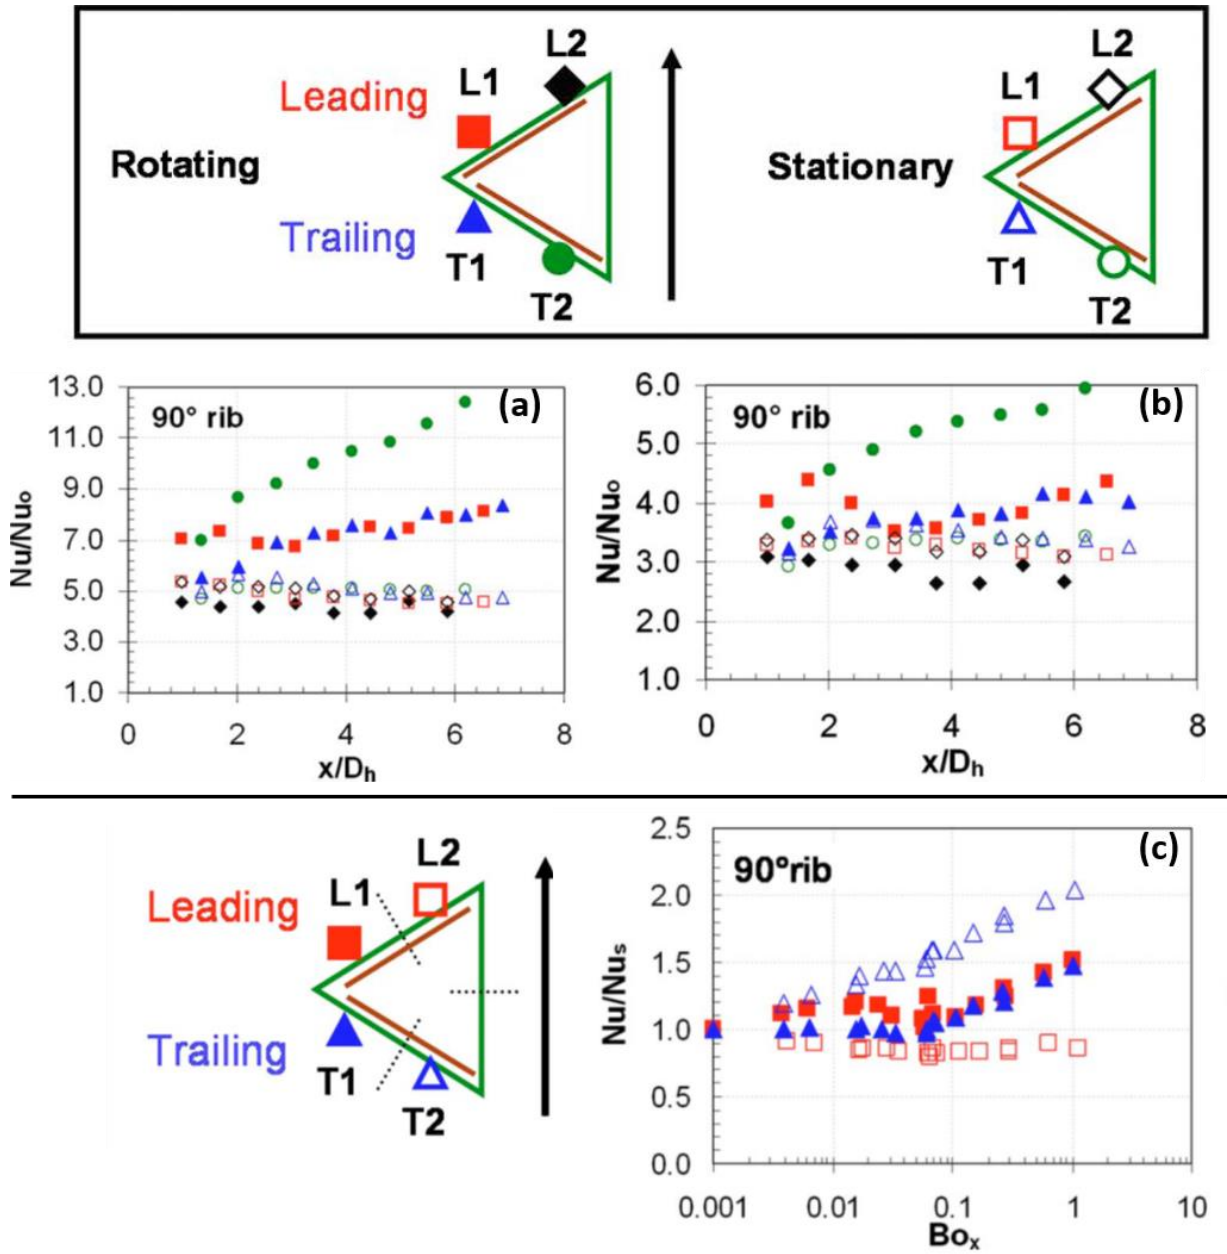 L2
L1
Leading
Rotating
Trailing
T1
T2
L2
L1
Stationary
T1
T2
13.0
11.0
9.0
7.0
5.0
3.0
1.0
Nu/Nuo
90° rib
(a)
0 2 4 6 8
x/Dh
6.0
5.0
4.0
3.0
2.0
1.0
Nu/Nuo
90° rib
(b)
0 2 4 6 8
x/Dh
L2
L1
Leading
Trailing
T1
T2
2.5
2.0
1.5
1.0
0.5
0.0
Nu/Nus
90°rib
(c)
0.001 0.01 0.1 1 10
Box